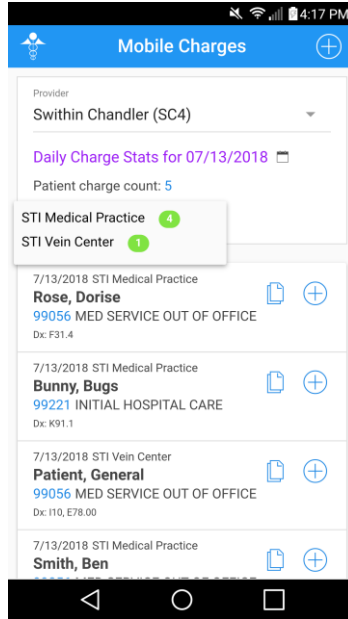 4:17 PM
Mobile Charges
Provider
Swithin Chandler (SC4)
Daily Charge Stats for 07/13/2018
Patient charge count: 5
STI Medical Practice 4
STI Vein Center 1
7/13/2018 STI Medical Practice
Rose, Dorise
99056 MED SERVICE OUT OF OFFICE
Dx: F31.4
7/13/2018 STI Medical Practice
Bunny, Bugs
99221 INITIAL HOSPITAL CARE
Dx: K91.1
7/13/2018 STI Vein Center
Patient, General
99056 MED SERVICE OUT OF OFFICE
Dx: I10, E78.00
7/13/2018 STI Medical Practice
Smith, Ben